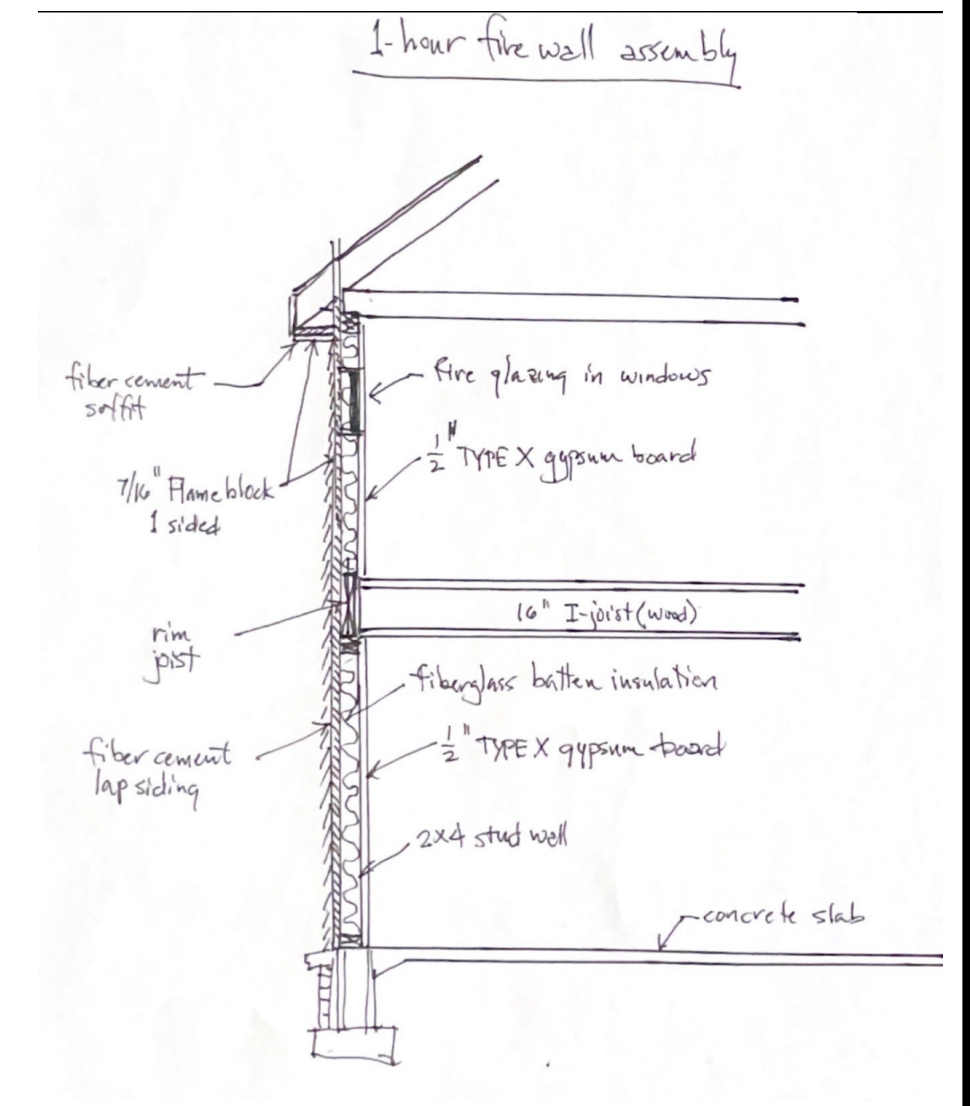 1-hour fire wall assembly
fiber cement
soffit
fire glazing in windows
1/2" TYPE X gypsum board
7/16" Flameblock
1 sided
16" I-joist (wood)
rim
joist
fiberglass batten insulation
1/2" TYPE X gypsum board
fiber cement
lap siding
2x4 stud wall
concrete slab